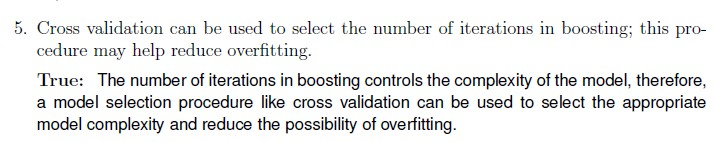 5. Cross validation can be used to select the number of iterations in boosting; this pro-
cedure may help reduce overfitting.
True: The number of iterations in boosting controls the complexity of the model, therefore,
a model selection procedure like cross validation can be used to select the appropriate
model complexity and reduce the possibility of overfitting.